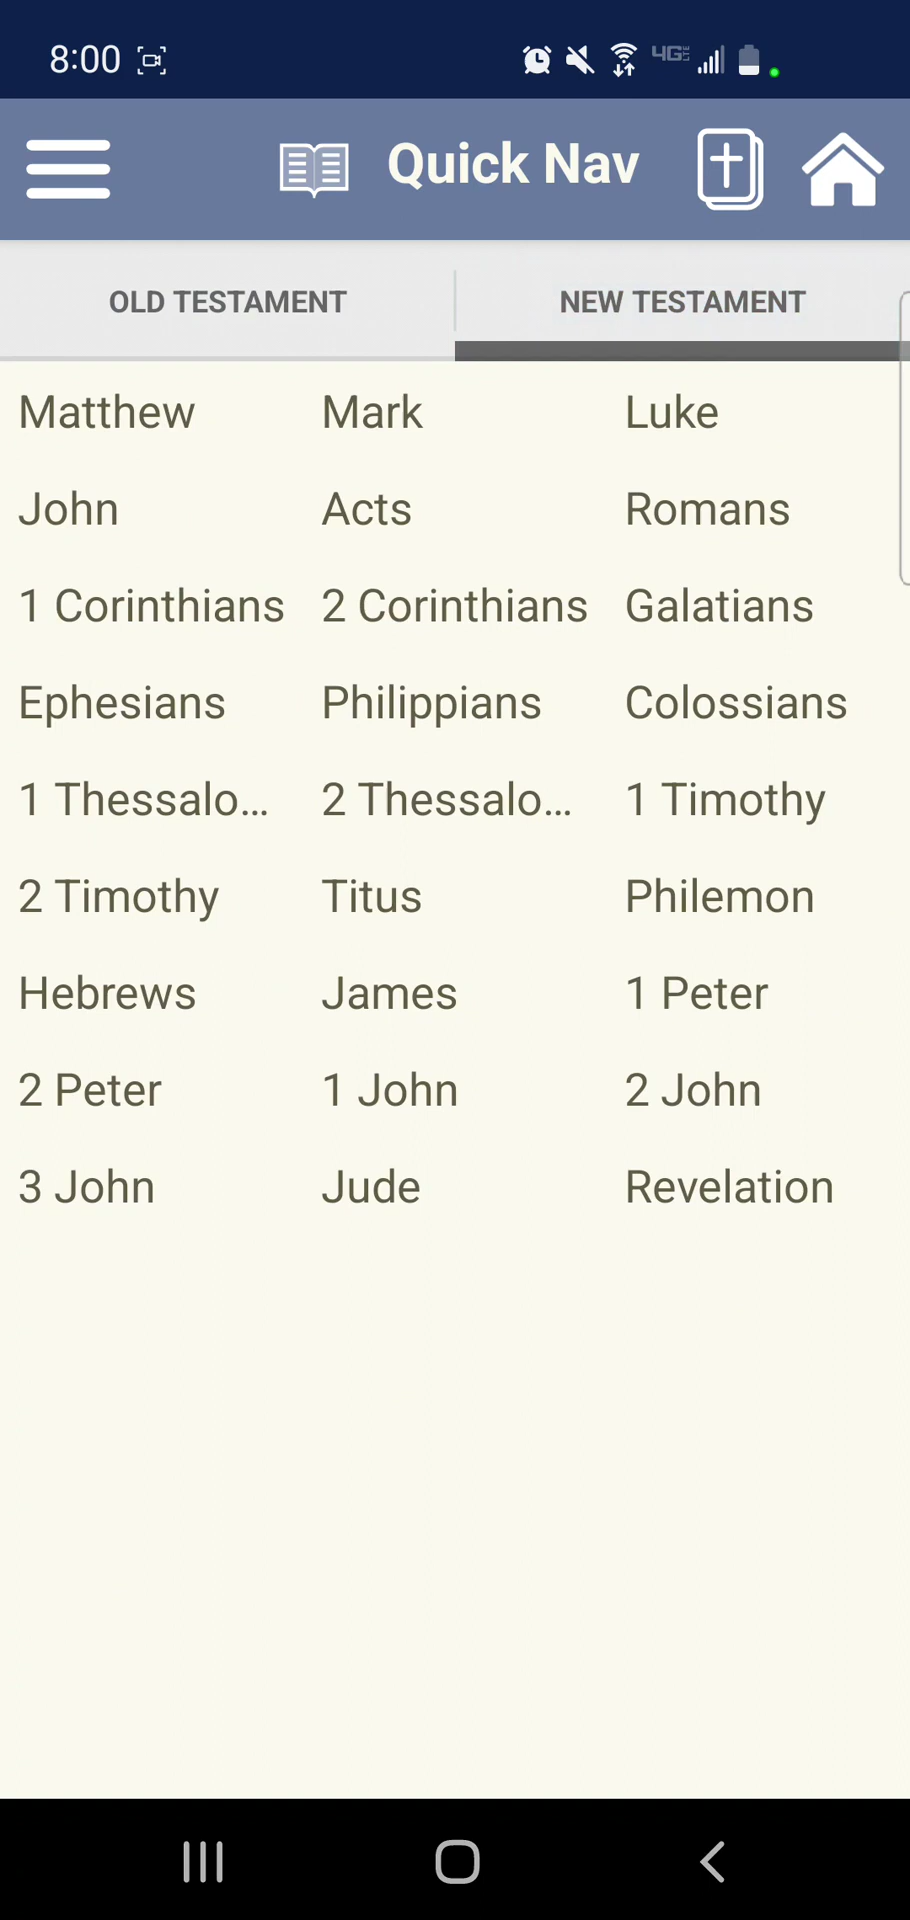 8:00 4GE
Quick Nav
OLD TESTAMENT NEW TESTAMENT
Matthew Mark Luke
John Acts Romans
1 Corinthians 2 Corinthians Galatians
Ephesians Philippians Colossians
1 Thessalo... 2 Thessalo... 1 Timothy
2 Timothy Titus Philemon
Hebrews James 1 Peter
2 Peter 1 John 2 John
3 John Jude Revelation